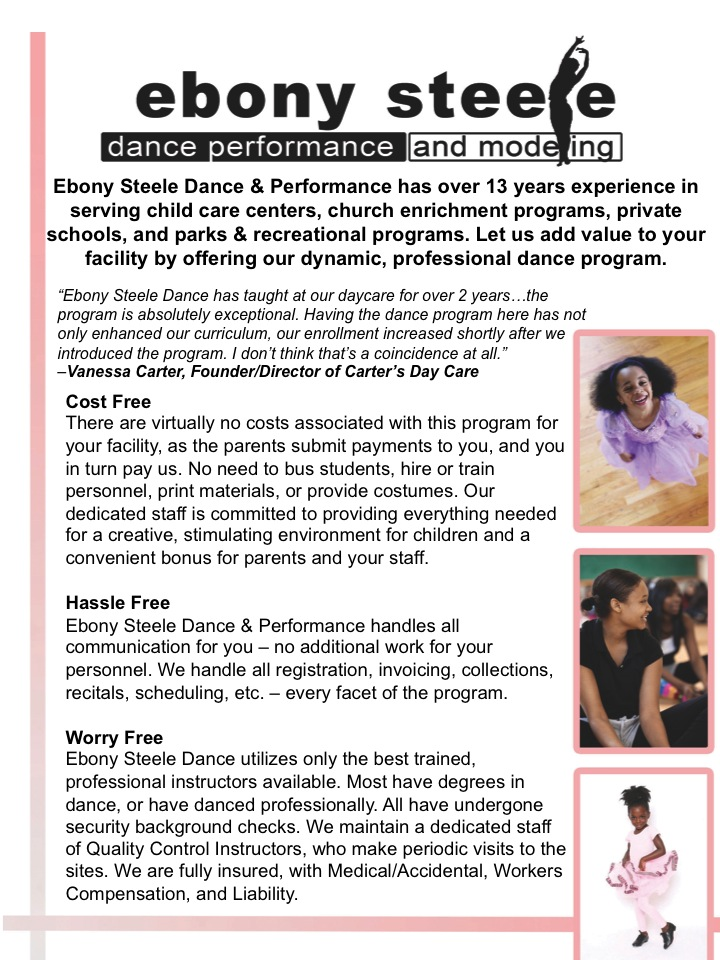 ebony steele
dance performance and modeling
Ebony Steele Dance & Performance has over 13 years experience in
serving child care centers, church enrichment programs, private
schools, and parks & recreational programs. Let us add value to your
facility by offering our dynamic, professional dance program.
“Ebony Steele Dance has taught at our daycare for over 2 years…the
program is absolutely exceptional. Having the dance program here has not
only enhanced our curriculum, our enrollment increased shortly after we
introduced the program. I don’t think that’s a coincidence at all.”
–Vanessa Carter, Founder/Director of Carter’s Day Care
Cost Free
There are virtually no costs associated with this program for
your facility, as the parents submit payments to you, and you
in turn pay us. No need to bus students, hire or train
personnel, print materials, or provide costumes. Our
dedicated staff is committed to providing everything needed
for a creative, stimulating environment for children and a
convenient bonus for parents and your staff.
Hassle Free
Ebony Steele Dance & Performance handles all
communication for you – no additional work for your
personnel. We handle all registration, invoicing, collections,
recitals, scheduling, etc. – every facet of the program.
Worry Free
Ebony Steele Dance utilizes only the best trained,
professional instructors available. Most have degrees in
dance, or have danced professionally. All have undergone
security background checks. We maintain a dedicated staff
of Quality Control Instructors, who make periodic visits to the
sites. We are fully insured, with Medical/Accidental, Workers
Compensation, and Liability.